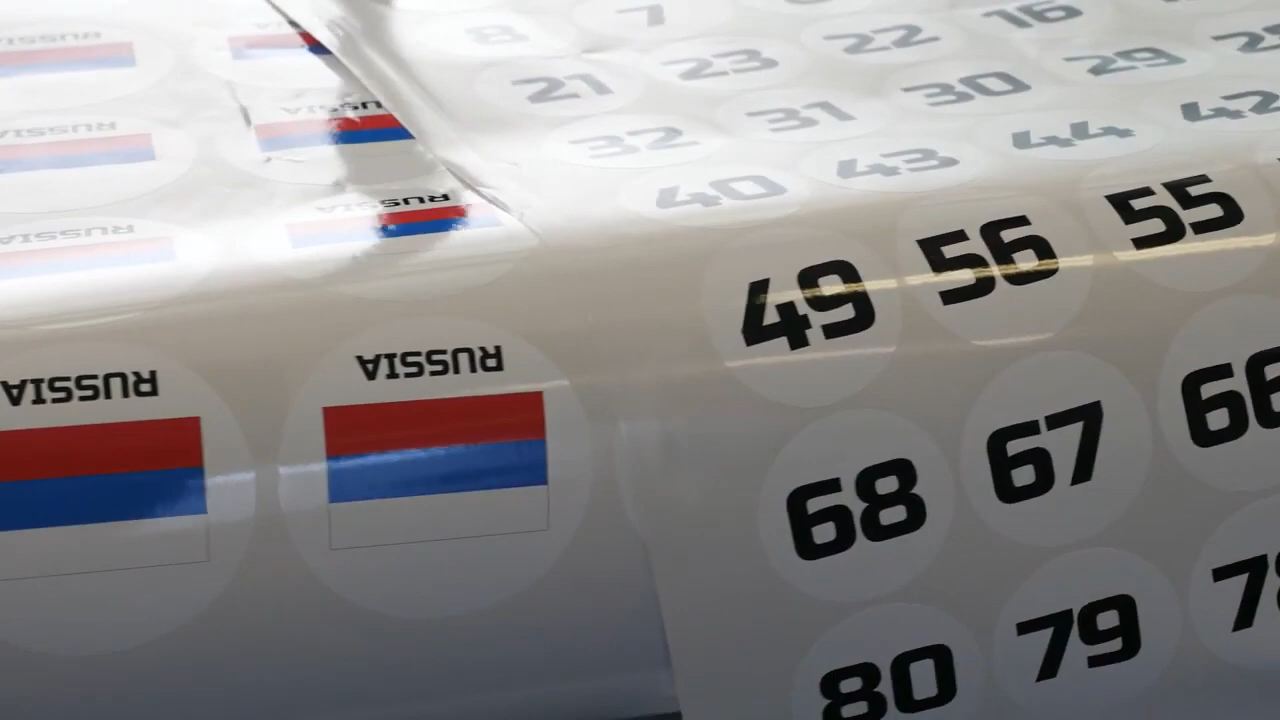 RUSSIA
RUSSIA
RUSSIA
RUSSIA
RUSSIA
RUSSIA
RUSSIA
8 7
21 23 22 16
32 31 30 29
40 43 44 42
49 56 55
68 67 66
80 79